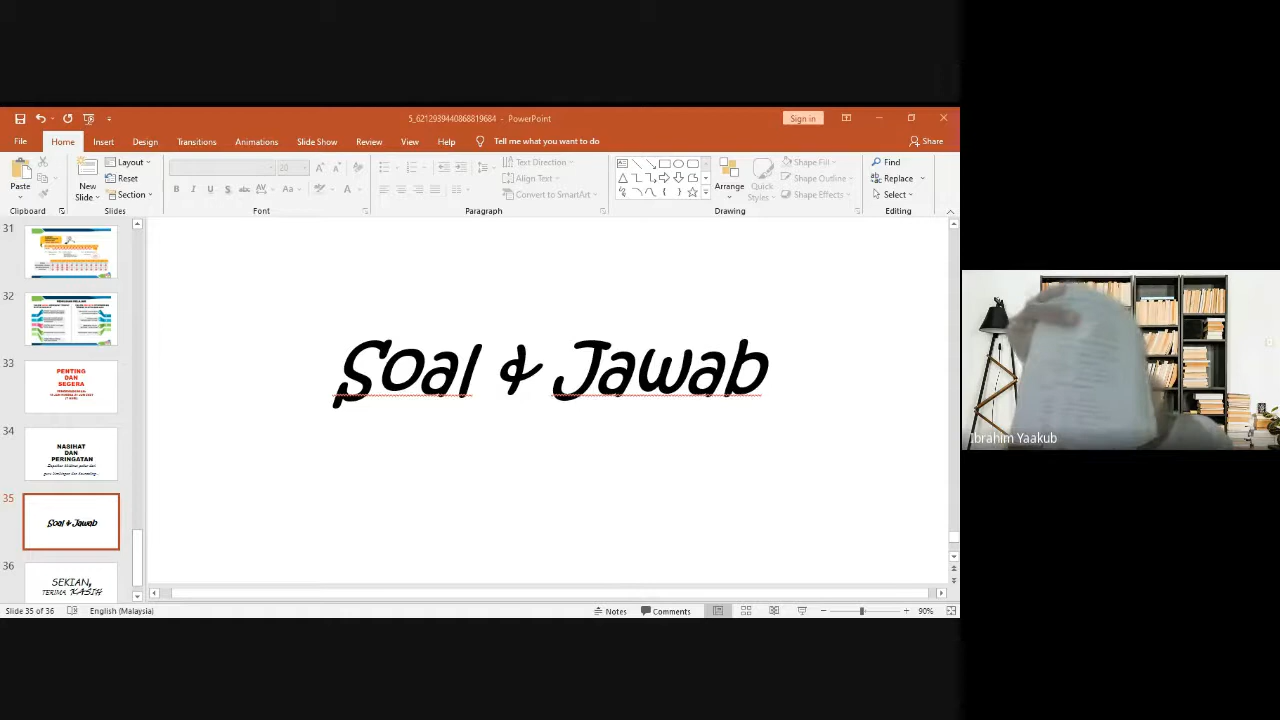 5_6212939440868819684 - PowerPoint
Sign in
File
Home
Insert
Design
Transitions
Animations
Slide Show
Review
View
Help
Tell me what you want to do
Share
Paste
New
Slide
Layout
Reset
Section
20
Text Direction
Align Text
Convert to SmartArt
Arrange
Quick
Styles
Shape Fill
Shape Outline
Shape Effects
Find
Replace
Select
Clipboard
Slides
Font
Paragraph
Drawing
Editing
31
32
33
PENTING
DAN
SEGERA
34
NASIHAT
DAN
PERINGATAN
35
Soal & Jawab
36
SEKIAN,
TERIMA KASIH
Soal & Jawab
Ibrahim Yaakub
Slide 35 of 36
English (Malaysia)
Notes
Comments
90%